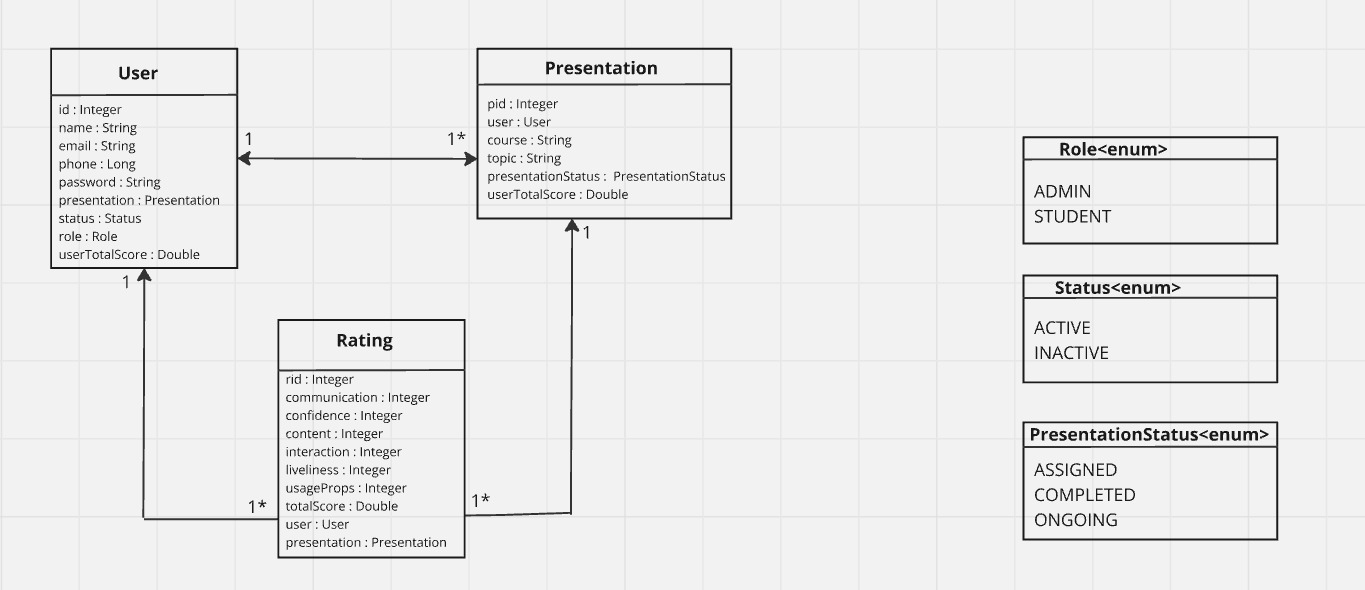 User
id : Integer
name : String
email : String
phone : Long
password : String
presentation : Presentation
status : Status
role : Role
userTotalScore : Double
1
1*
Presentation
pid : Integer
user : User
course : String
topic : String
presentationStatus : PresentationStatus
userTotalScore : Double
1
1
Rating
rid : Integer
communication : Integer
confidence : Integer
content : Integer
interaction : Integer
liveliness : Integer
usageProps : Integer
totalScore : Double
user : User
presentation : Presentation
1*
1*
Role<enum>
ADMIN
STUDENT
Status<enum>
ACTIVE
INACTIVE
PresentationStatus<enum>
ASSIGNED
COMPLETED
ONGOING